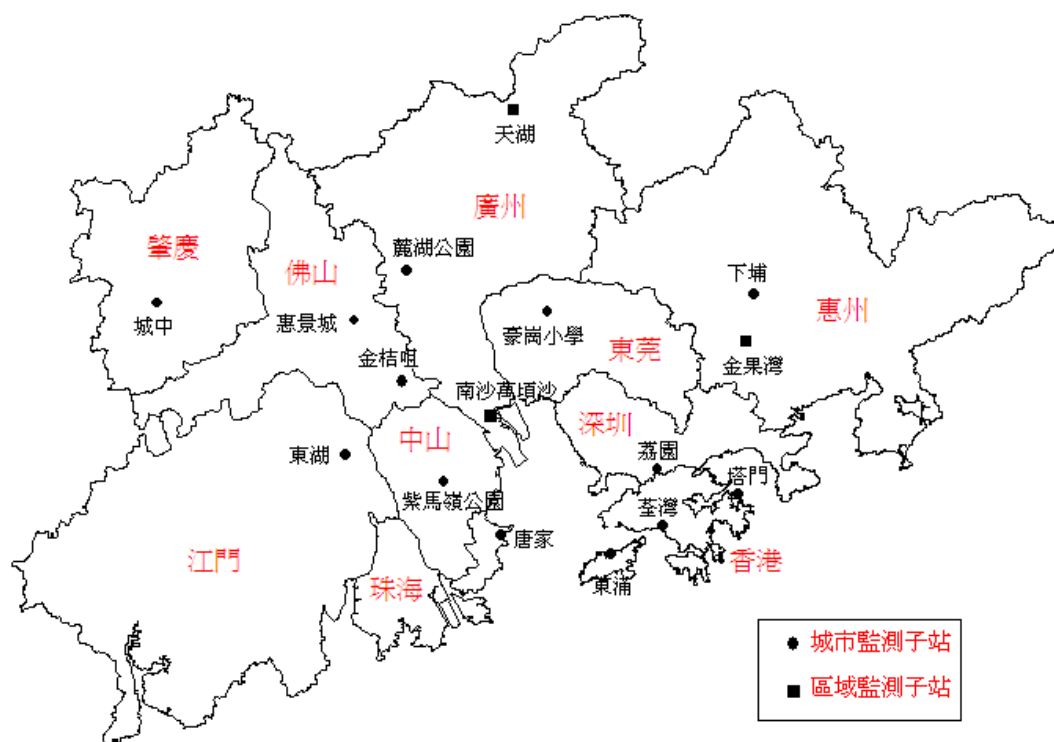 天湖
廣州
肇慶
麓湖公園
佛山
下埔
惠州
城中
惠景城
豪崗小學
東莞
金果灣
金桔咀
南沙萬頃沙
深圳
中山
東湖
荔園
塔門
紫馬嶺公園
荃灣
唐家
江門
香港
東涌
珠海
城市監測子站
區域監測子站